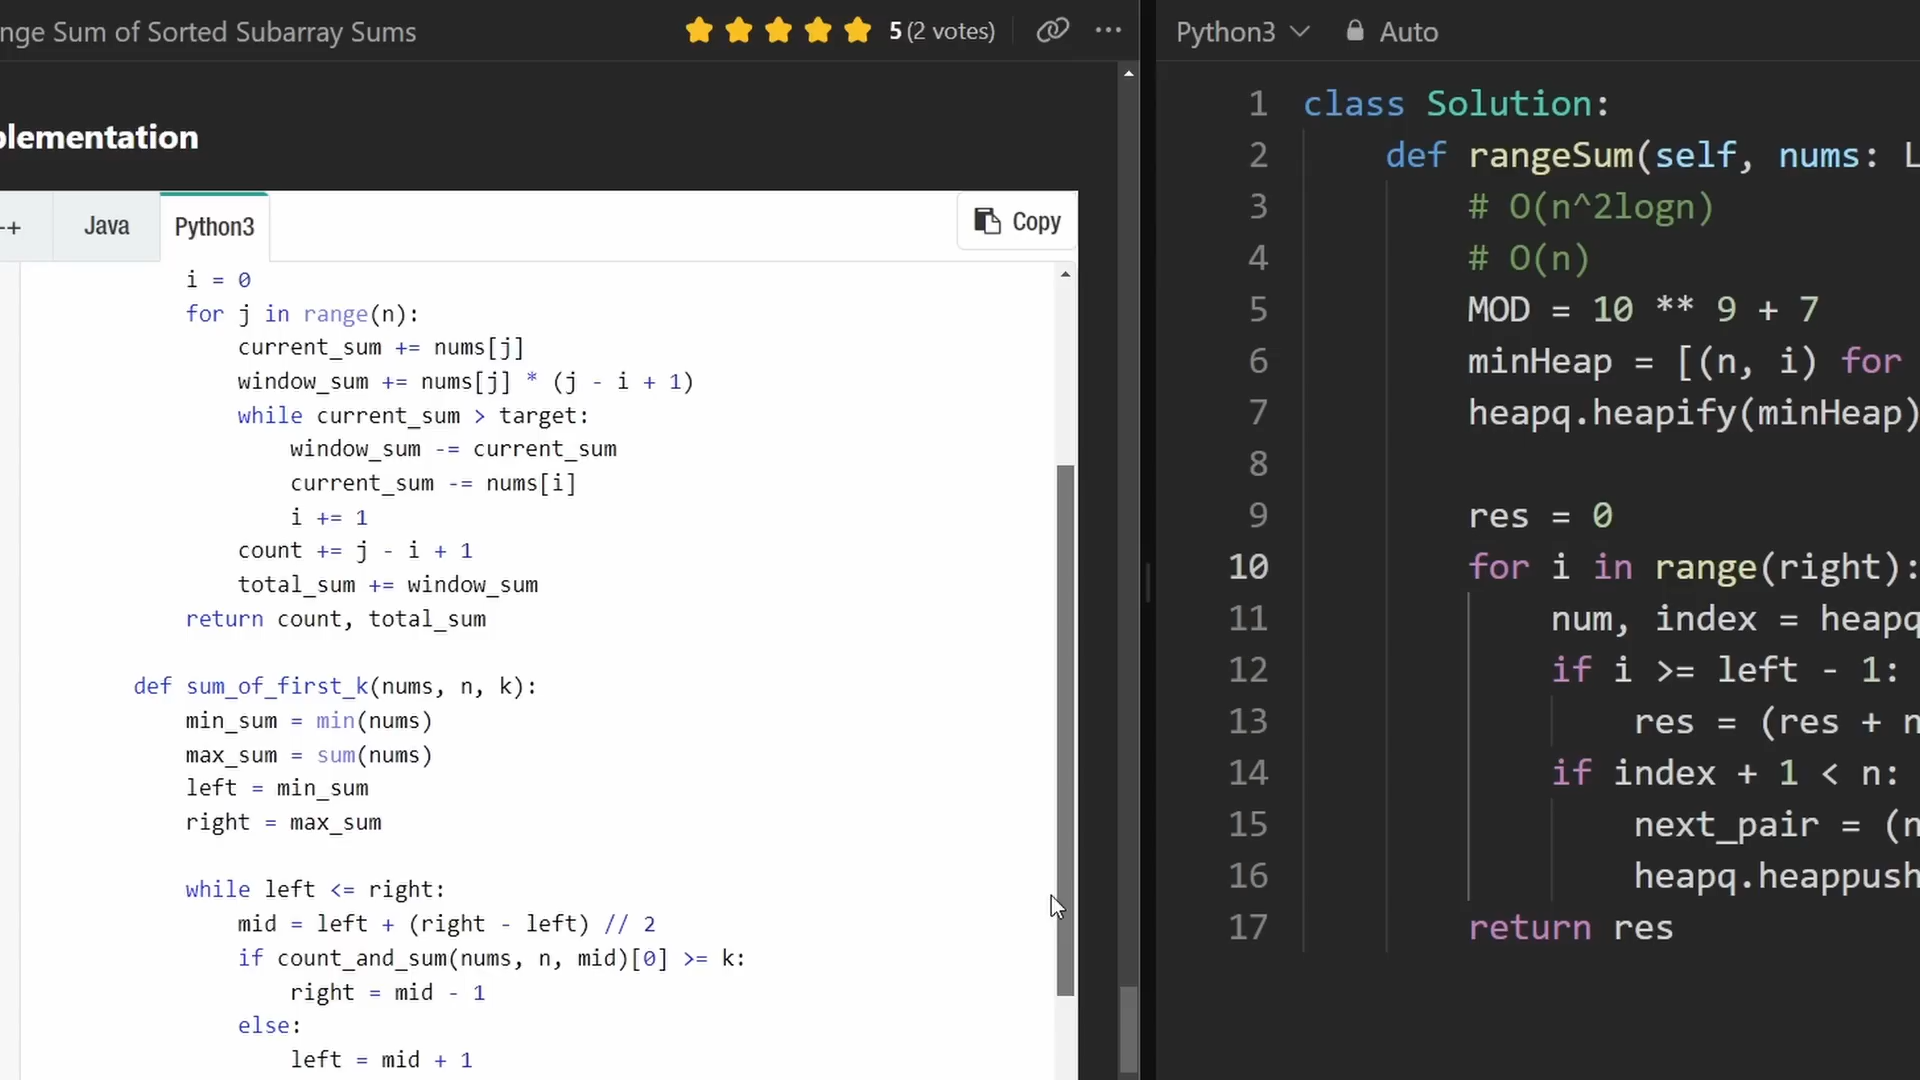 nge Sum of Sorted Subarray Sums
5 (2 votes)
plementation
Java
Python3
Copy
i = 0
for j in range(n):
current_sum += nums[j]
window_sum += nums[j] * (j - i + 1)
while current_sum > target:
window_sum -= current_sum
current_sum -= nums[i]
i += 1
count += j - i + 1
total_sum += window_sum
return count, total_sum
def sum_of_first_k(nums, n, k):
min_sum = min(nums)
max_sum = sum(nums)
left = min_sum
right = max_sum
while left <= right:
mid = left + (right - left) // 2
if count_and_sum(nums, n, mid)[0] >= k:
right = mid - 1
else:
left = mid + 1
Python3
Auto
1 class Solution:
2 def rangeSum(self, nums: L
3 # O(n^2logn)
4 # O(n)
5 MOD = 10 ** 9 + 7
6 minHeap = [(n, i) for
7 heapq.heapify(minHeap)
8
9 res = 0
10 for i in range(right):
11 num, index = heapq
12 if i >= left - 1:
13 res = (res + n
14 if index + 1 < n:
15 next_pair = (n
16 heapq.heappush
17 return res